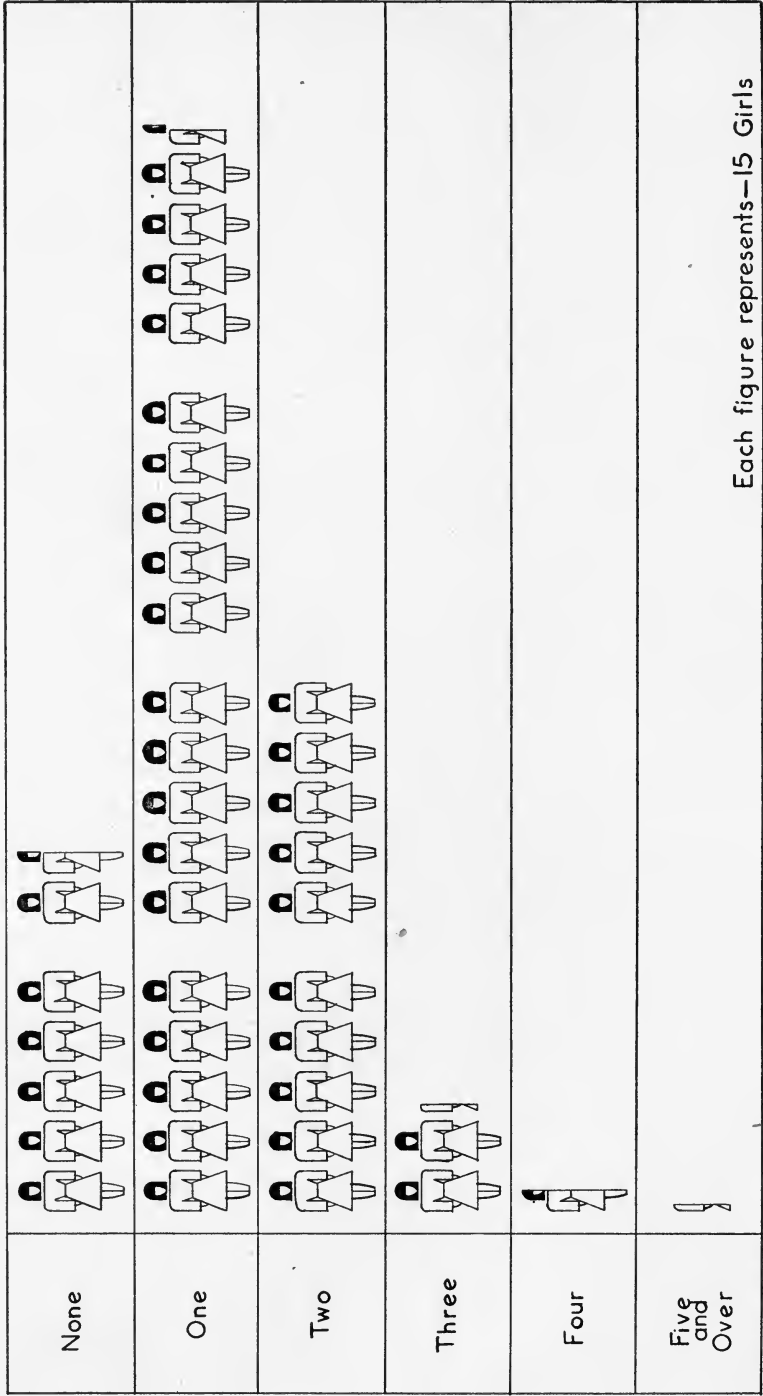 None
One
Two
Three
Four
Five
and
Over
Each figure represents—15 Girls